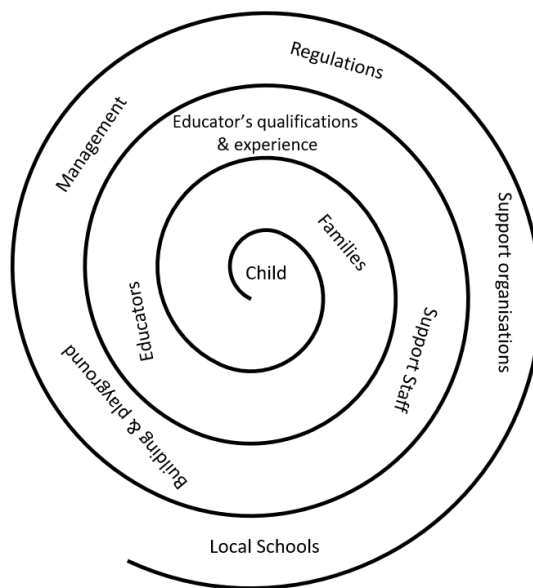 Regulations
Management
Educator’s qualifications
& experience
Support organisations
Families
Child
Educators
Support Staff
Building & playground
Local Schools